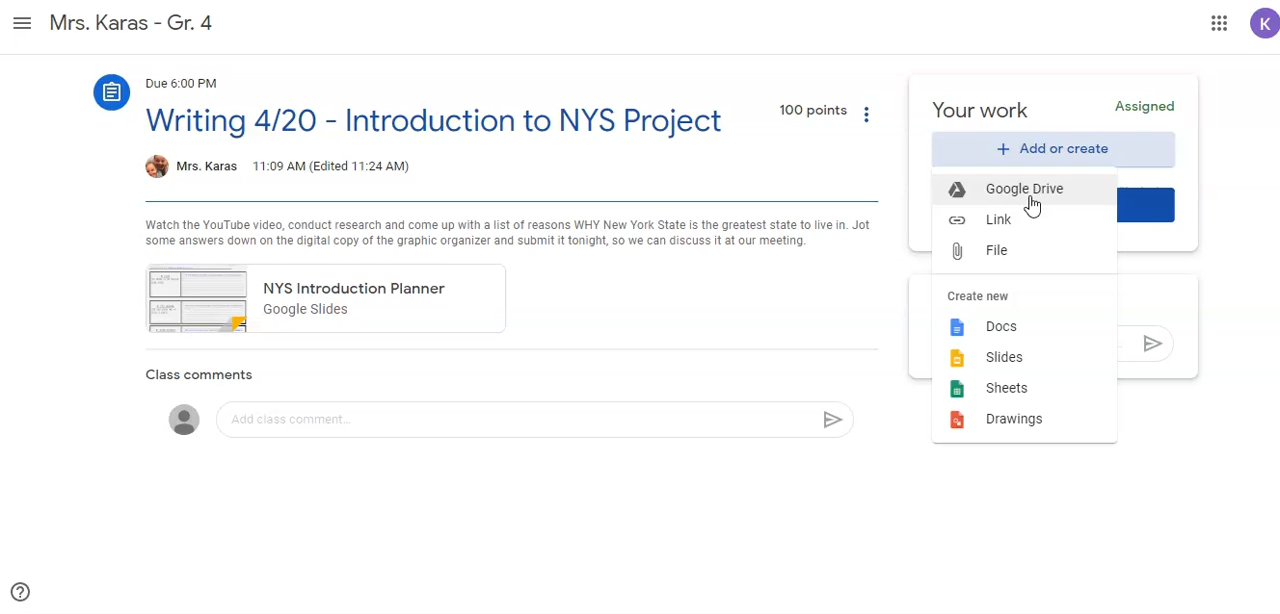 Mrs. Karas - Gr. 4
K
Due 6:00 PM
Writing 4/20 - Introduction to NYS Project
100 points
Mrs. Karas 11:09 AM (Edited 11:24 AM)
Watch the YouTube video, conduct research and come up with a list of reasons WHY New York State is the greatest state to live in. Jot
some answers down on the digital copy of the graphic organizer and submit it tonight, so we can discuss it at our meeting.
NYS Introduction Planner
Google Slides
Class comments
Add class comment...
Your work
Assigned
+ Add or create
Google Drive
Link
File
Create new
Docs
Slides
Sheets
Drawings